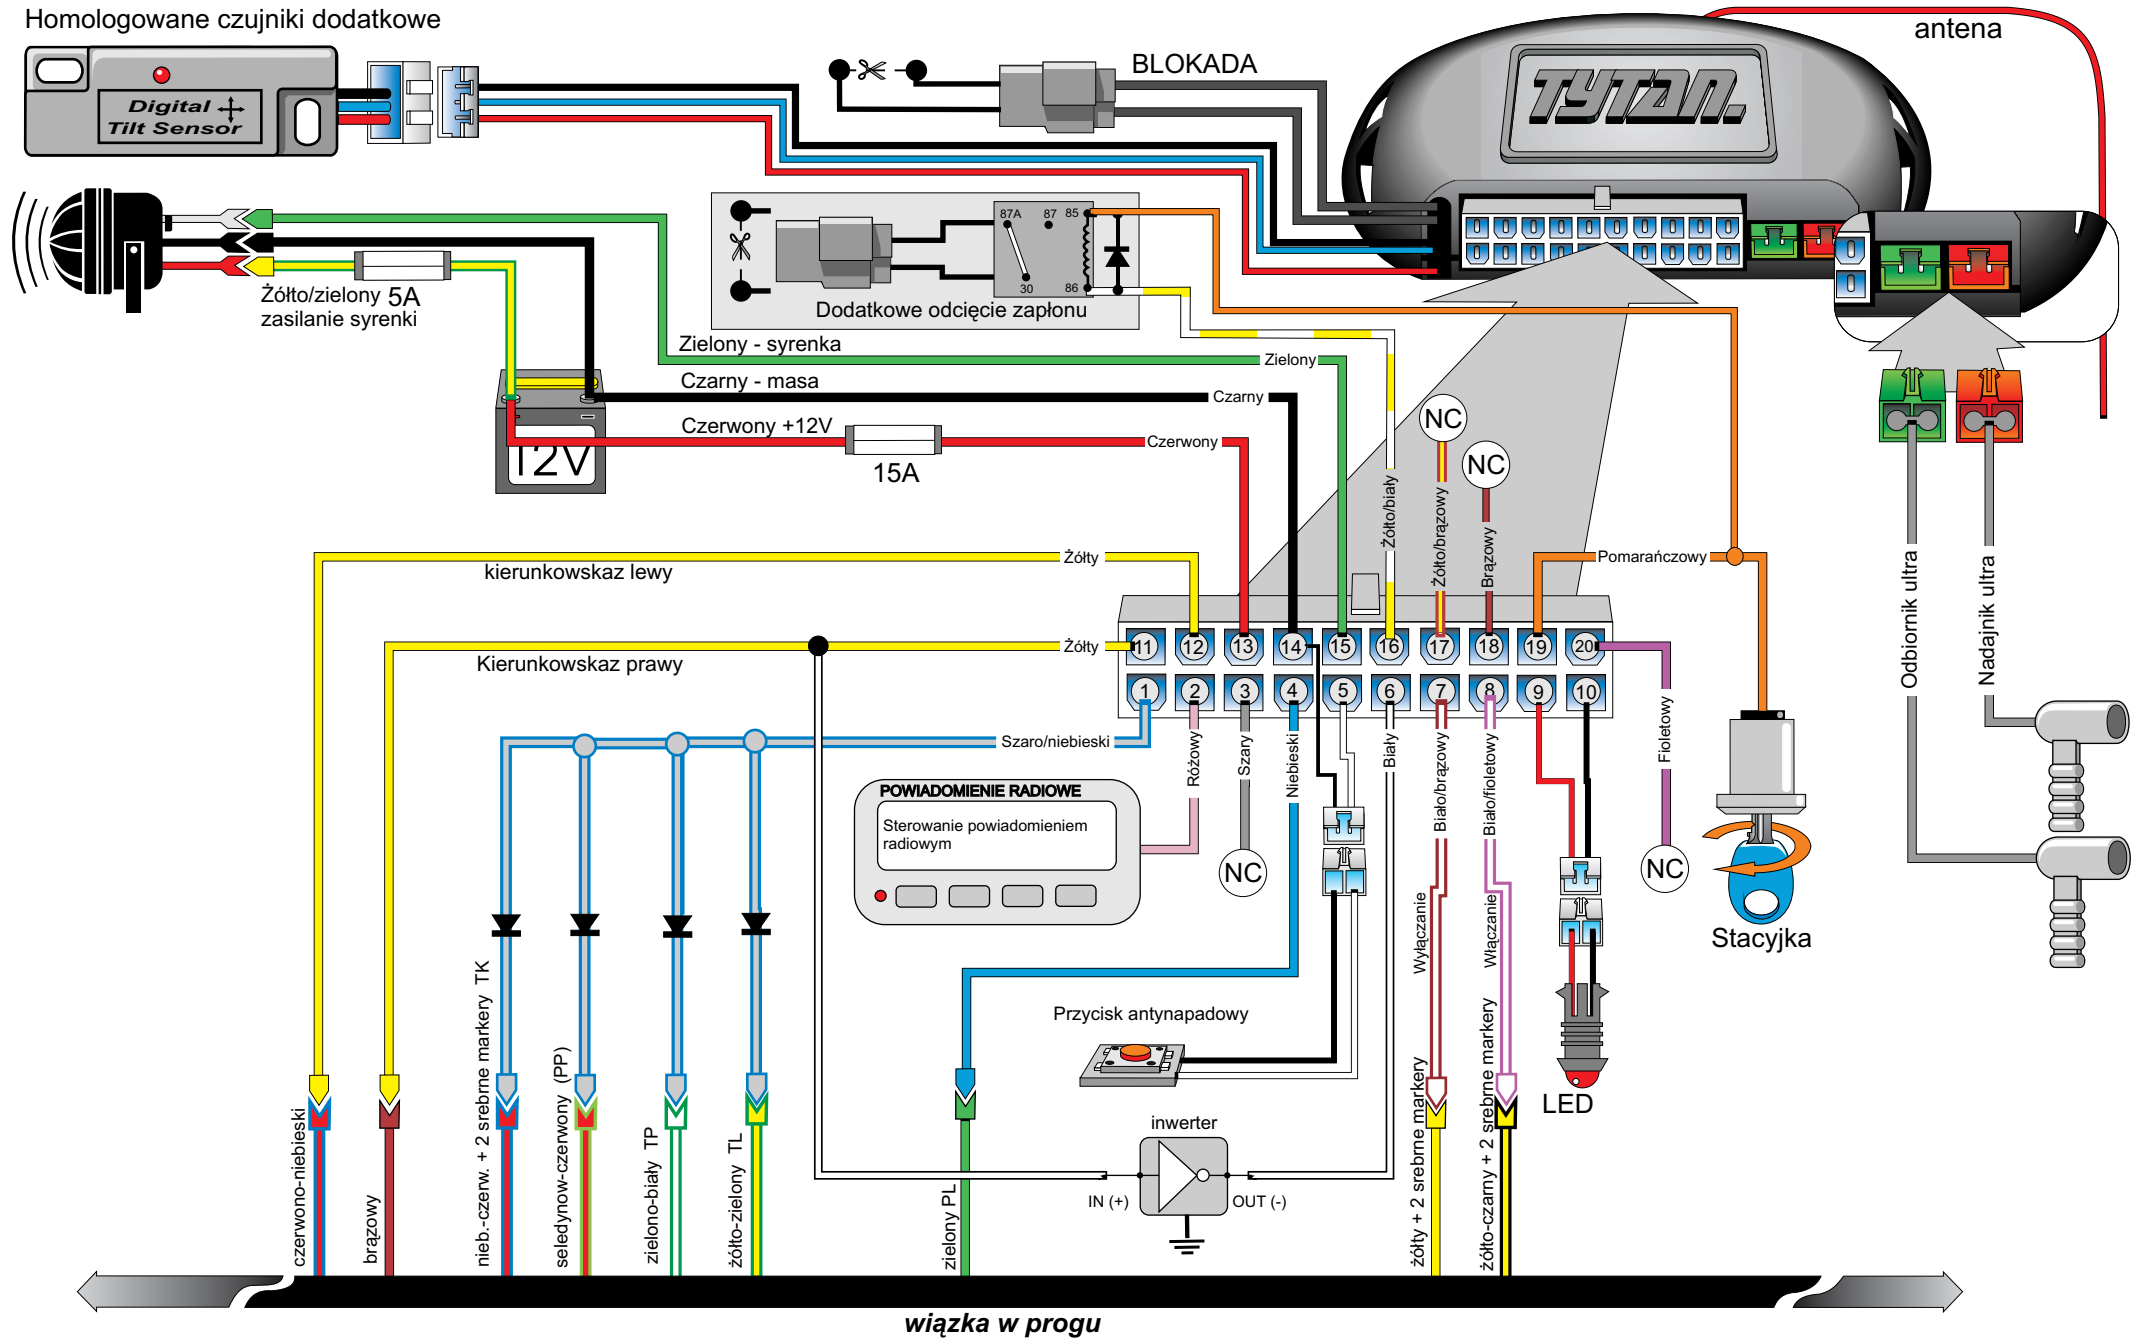 Homologowane czujniki dodatkowe
Digital
Tilt Sensor
BLOKADA
TYTAN.
antena
Żółto/zielony 5A
zasilanie syrenki
87A
87
85
30
86
Dodatkowe odcięcie zapłonu
Zielony - syrenka
Zielony
Czarny - masa
Czarny
Czerwony +12V
Czerwony
15A
12V
NC
NC
Żółto/biały
Żółto/brązowy
Brązowy
Pomarańczowy
Odbiornik ultra
Nadajnik ultra
Żółty
kierunkowskaz lewy
Żółty
Kierunkowskaz prawy
11
12
13
14
15
16
17
18
19
20
1
2
3
4
5
6
7
8
9
10
Szaro/niebieski
Różowy
Szary
Niebieski
Biały
Biało/brązowy
Biało/fioletowy
Fioletowy
POWIADOMIENIE RADIOWE
Sterowanie powiadomieniem
radiowym
NC
NC
Wyłączanie
Włączanie
Stacyjka
Przycisk antynapadowy
LED
inwerter
IN (+)
OUT (-)
czerwono-niebieski
brązowy
nieb.-czerw. + 2 srebrne markery TK
seledynow-czerwony (PP)
zielono-biały TP
żółto-zielony TL
zielony PL
żółty + 2 srebrne markery
żółto-czarny + 2 srebrne markery
wiązka w progu